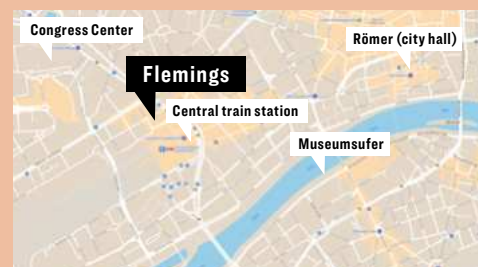 Congress Center
Römer (city hall)
Flemings
Central train station
Museumsufer